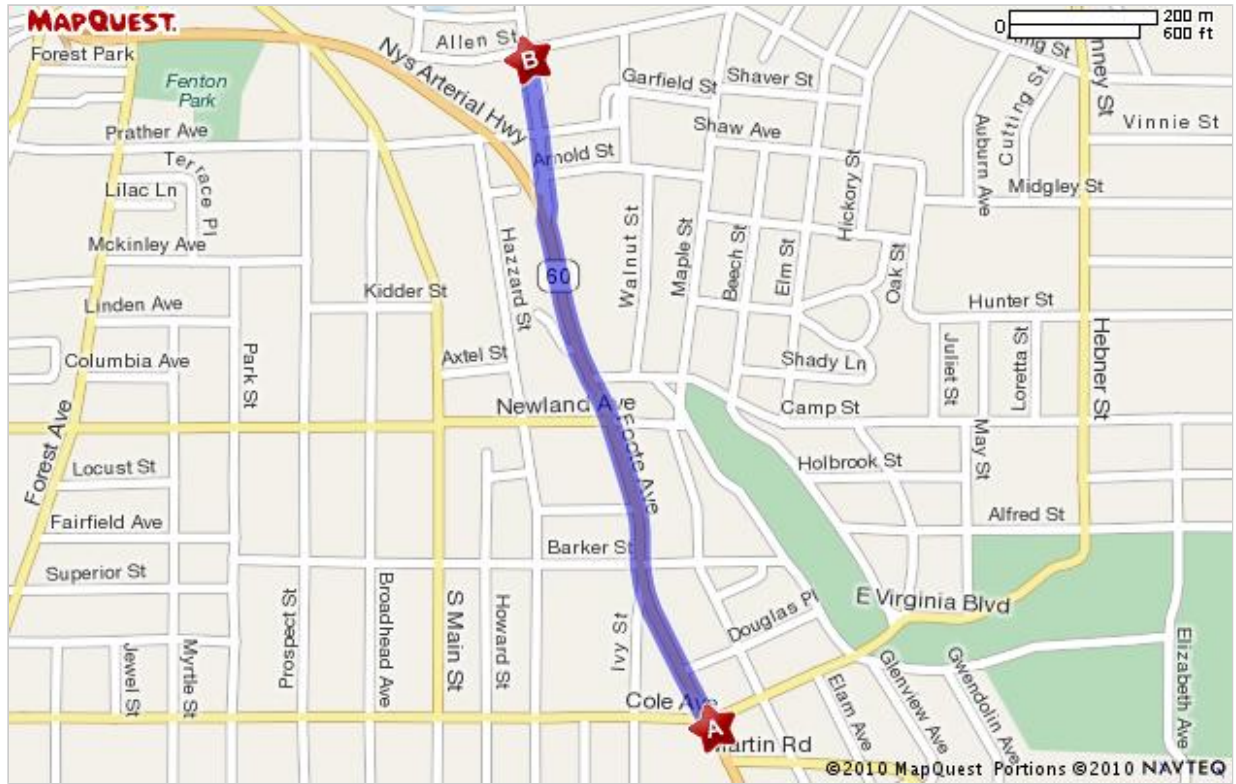 MAPQUEST.
200 m
0
600 ft
Allen St
Forest Park
Fenton
Park
Nys Arterial Hwy
Garfield St
Shaver St
Cutting St
Vinnie St
Prather Ave
Shaw Ave
Auburn Ave
Arnold St
Terrace Pl
Lilac Ln
Midgley St
Hickory St
Walnut St
Maple St
Mckinley Ave
Hazzard St
Beech St
Elm St
Oak St
60
Linden Ave
Kidder St
Hunter St
Columbia Ave
Park St
Axtel St
Shady Ln
Juliet St
Loretta St
Hebner St
Newland Ave
Camp St
Forest Ave
Foote Ave
May St
Locust St
Holbrook St
Fairfield Ave
Alfred St
Barker St
Superior St
Prospect St
Broadhead Ave
S Main St
Howard St
E Virginia Blvd
Douglas Pl
Ivy St
Jewel St
Myrtle St
Elizabeth Ave
Glenview Ave
Gwendolin Ave
Elam Ave
Cole Ave
A
B
Martin Rd
©2010 MapQuest Portions ©2010 NAVTEQ